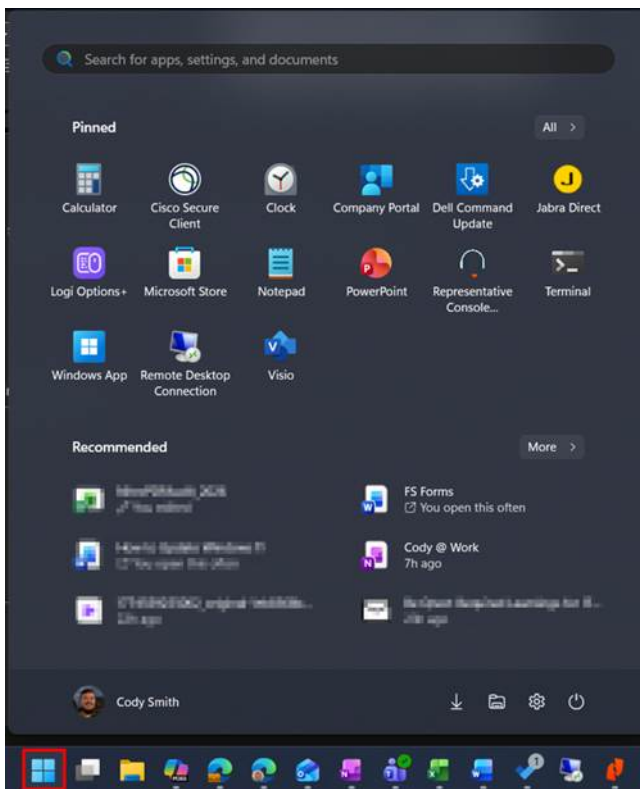 Search for apps, settings, and documents
Pinned
All >
Calculator
Cisco Secure
Client
Clock
Company Portal
Dell Command
Update
Jabra Direct
Logi Options+
Microsoft Store
Notepad
PowerPoint
Representative
Console...
Terminal
Windows App
Remote Desktop
Connection
Visio
Recommended
More >
FS Forms
You open this often
Cody @ Work
7h ago
Cody Smith
1